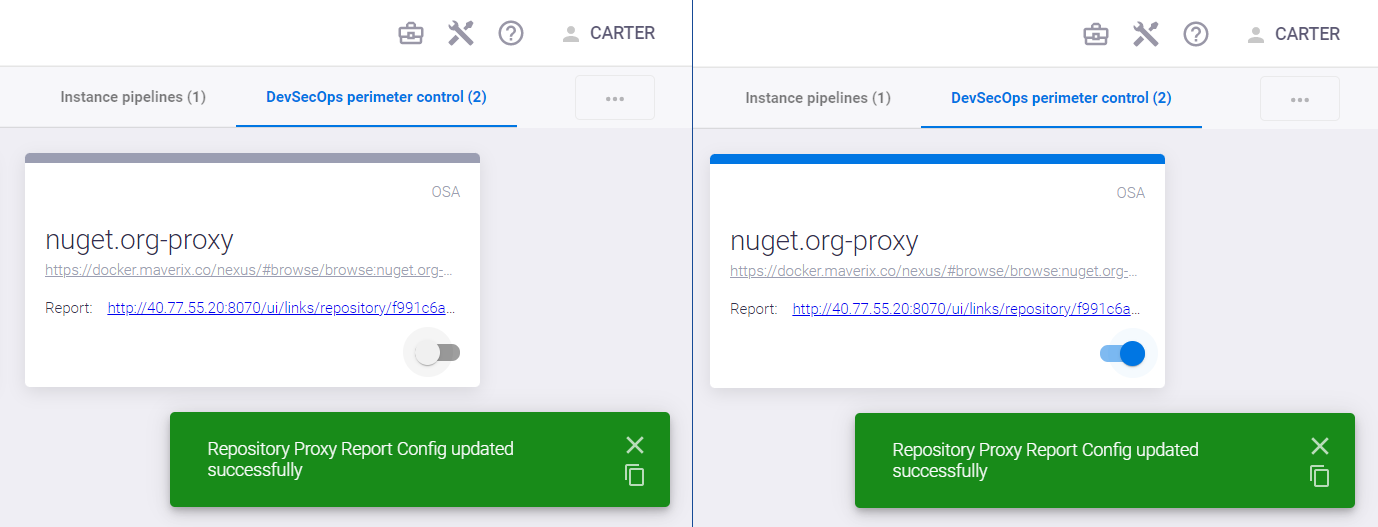 CARTER
Instance pipelines (1)
DevSecOps perimeter control (2)
OSA
nuget.org-proxy
https://docker.maverix.co/nexus/#browse/browse:nuget.org-...
Report: http://40.77.55.20:8070/ui/links/repository/f991c6a...
Repository Proxy Report Config updated
successfully
CARTER
Instance pipelines (1)
DevSecOps perimeter control (2)
OSA
nuget.org-proxy
https://docker.maverix.co/nexus/#browse/browse:nuget.org-...
Report: http://40.77.55.20:8070/ui/links/repository/f991c6a...
Repository Proxy Report Config updated
successfully